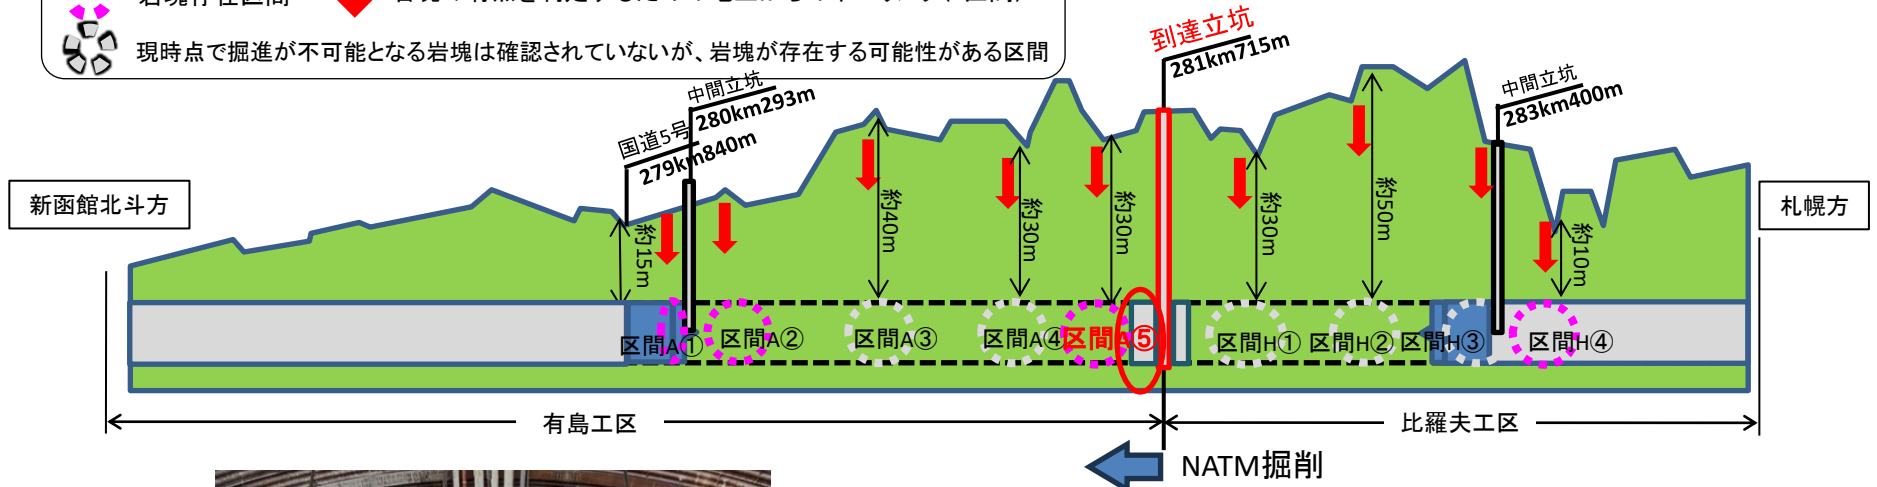 岩塊存在区間
現時点で掘進が不可能となる岩塊は確認されていないが、岩塊が存在する可能性がある区間
到達立坑
281km715m
中間立坑
280km293m
国道5号
279km840m
中間立坑
283km400m
新函館北斗方
札幌方
約15m
約40m
約30m
約30m
約30m
約50m
約10m
区間A①
区間A②
区間A③
区間A④
区間A⑤
区間H①
区間H②
区間H③
区間H④
有島工区
比羅夫工区
NATM掘削